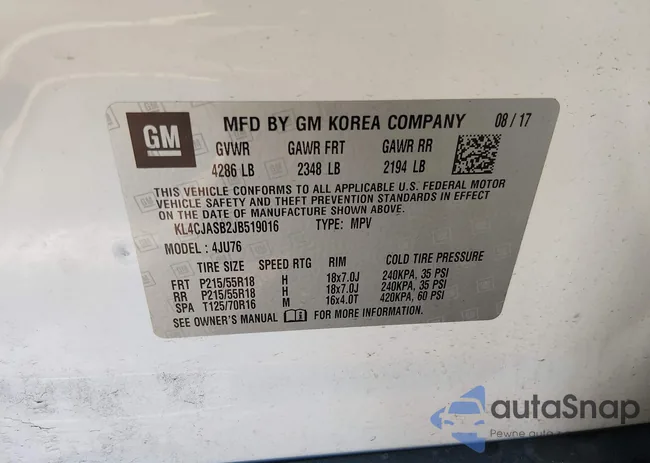 GM MFD BY GM KOREA COMPANY 08 / 17
GVWR GAWR FRT GAWR RR
4286 LB 2348 LB 2194 LB
THIS VEHICLE CONFORMS TO ALL APPLICABLE U.S. FEDERAL MOTOR
VEHICLE SAFETY AND THEFT PREVENTION STANDARDS IN EFFECT
ON THE DATE OF MANUFACTURE SHOWN ABOVE.
KL4CJASB2JB519016 TYPE: MPV
MODEL : 4JU76
TIRE SIZE SPEED RTG RIM COLD TIRE PRESSURE
FRT P215/55R18 H 18x7.0J 240KPA, 35 PSI
RR P215/55R18 H 18x7.0J 240KPA, 35 PSI
SPA T125/70R16 M 16x4.0T 420KPA, 60 PSI
SEE OWNER'S MANUAL FOR MORE INFORMATION.
autaSnap
Pewne auto z